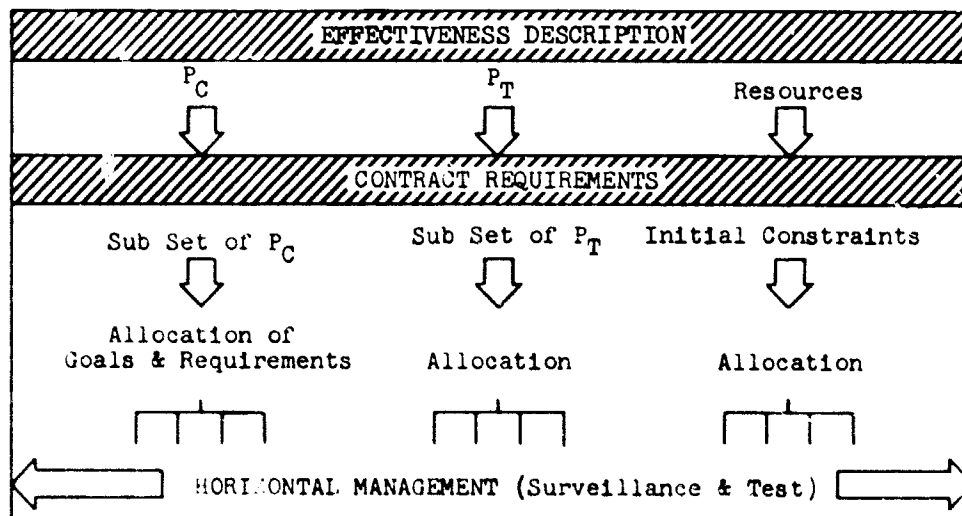 EFFECTIVENESS DESCRIPTION
P_C P_T Resources
CONTRACT REQUIREMENTS
Sub Set of P_C Sub Set of P_T Initial Constraints
Allocation of
Goals & Requirements Allocation Allocation
HORIZONTAL MANAGEMENT (Surveillance & Test)